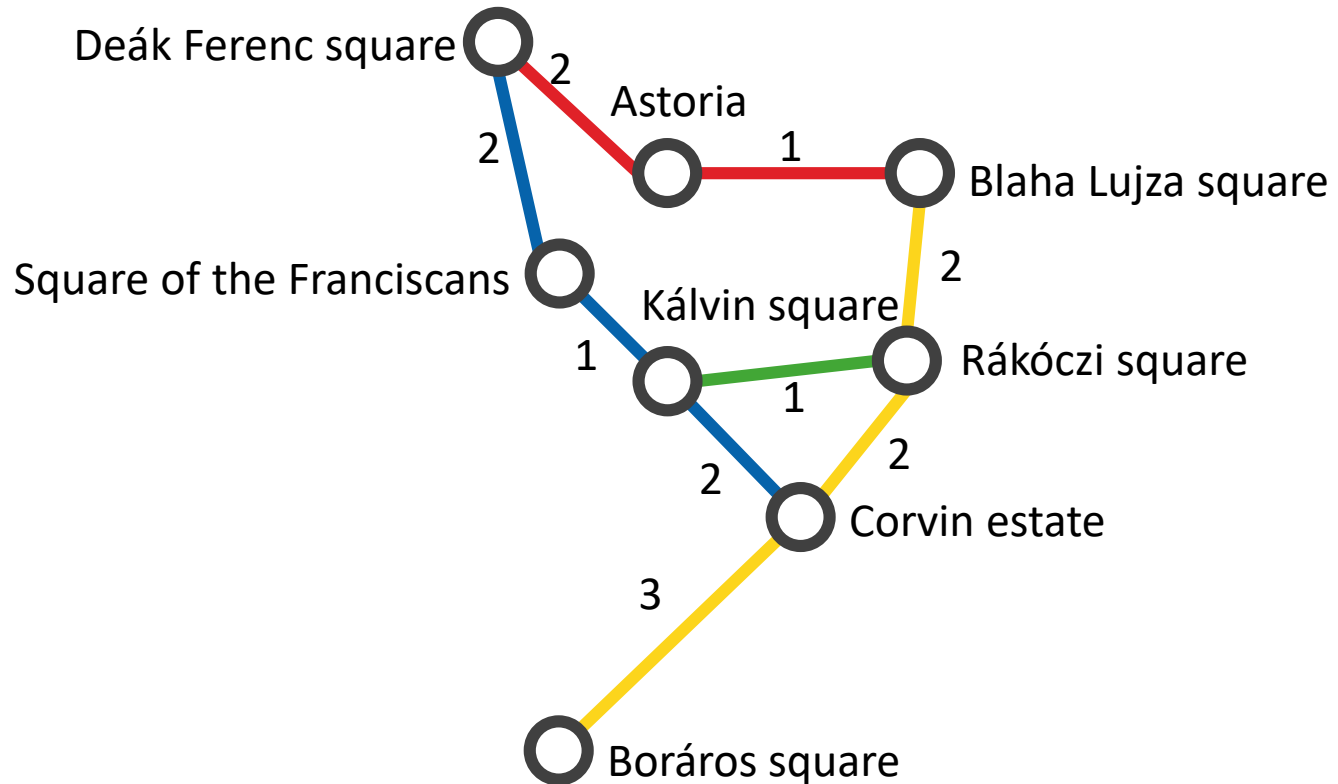 Deák Ferenc square
2
Astoria
2
1
Blaha Lujza square
Square of the Franciscans
2
Kálvin square
1
Rákóczi square
1
2
2
Corvin estate
3
Boráros square